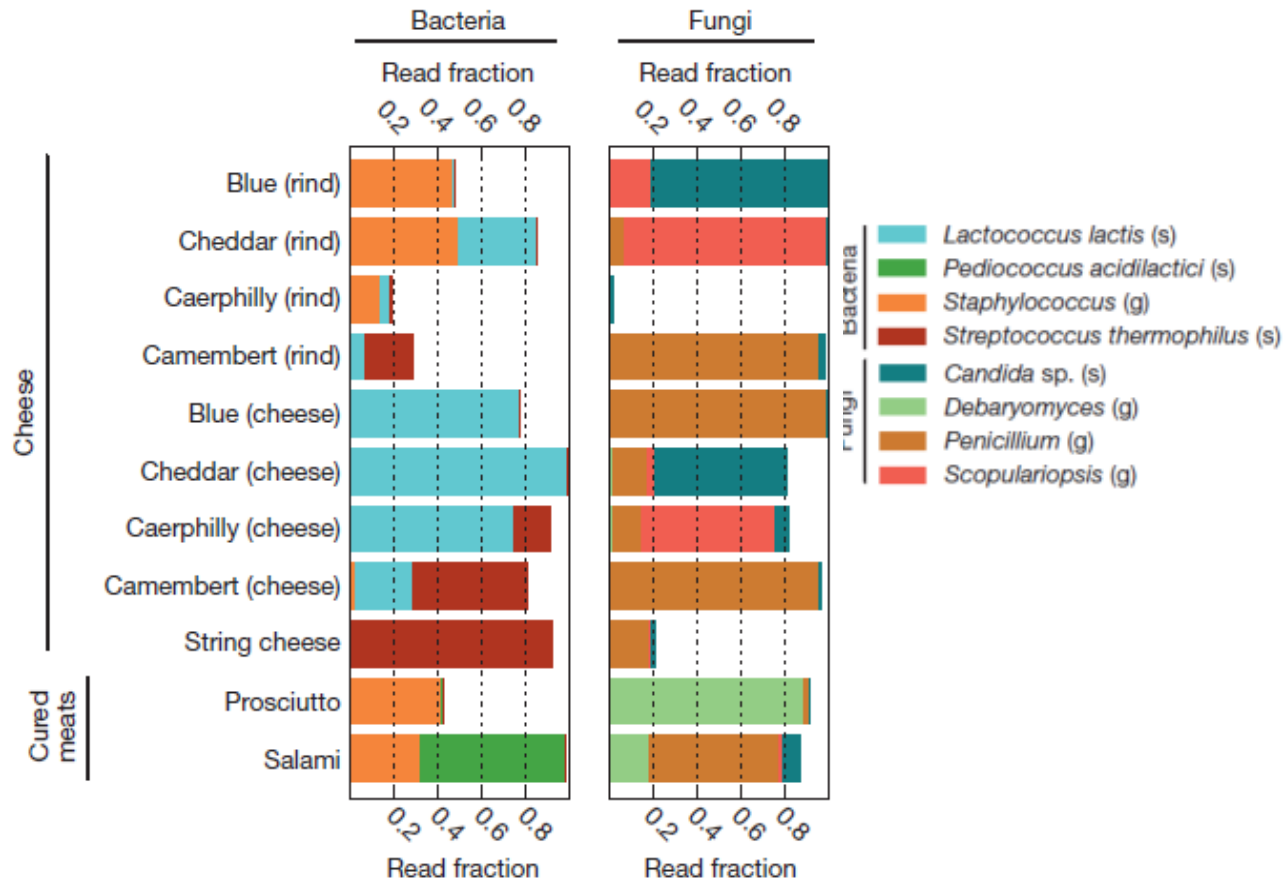 Bacteria
Fungi
Read fraction
Read fraction
0.2 0.4 0.6 0.8
0.2 0.4 0.6 0.8
Cheese
Blue (rind)
Cheddar (rind)
Caerphilly (rind)
Camembert (rind)
Blue (cheese)
Cheddar (cheese)
Caerphilly (cheese)
Camembert (cheese)
String cheese
Cured
meats
Prosciutto
Salami
0.2 0.4 0.6 0.8
0.2 0.4 0.6 0.8
Read fraction
Read fraction
Bacteria
Lactococcus lactis (s)
Pediococcus acidilactici (s)
Staphylococcus (g)
Streptococcus thermophilus (s)
Fungi
Candida sp. (s)
Debaryomyces (g)
Penicillium (g)
Scopulariopsis (g)